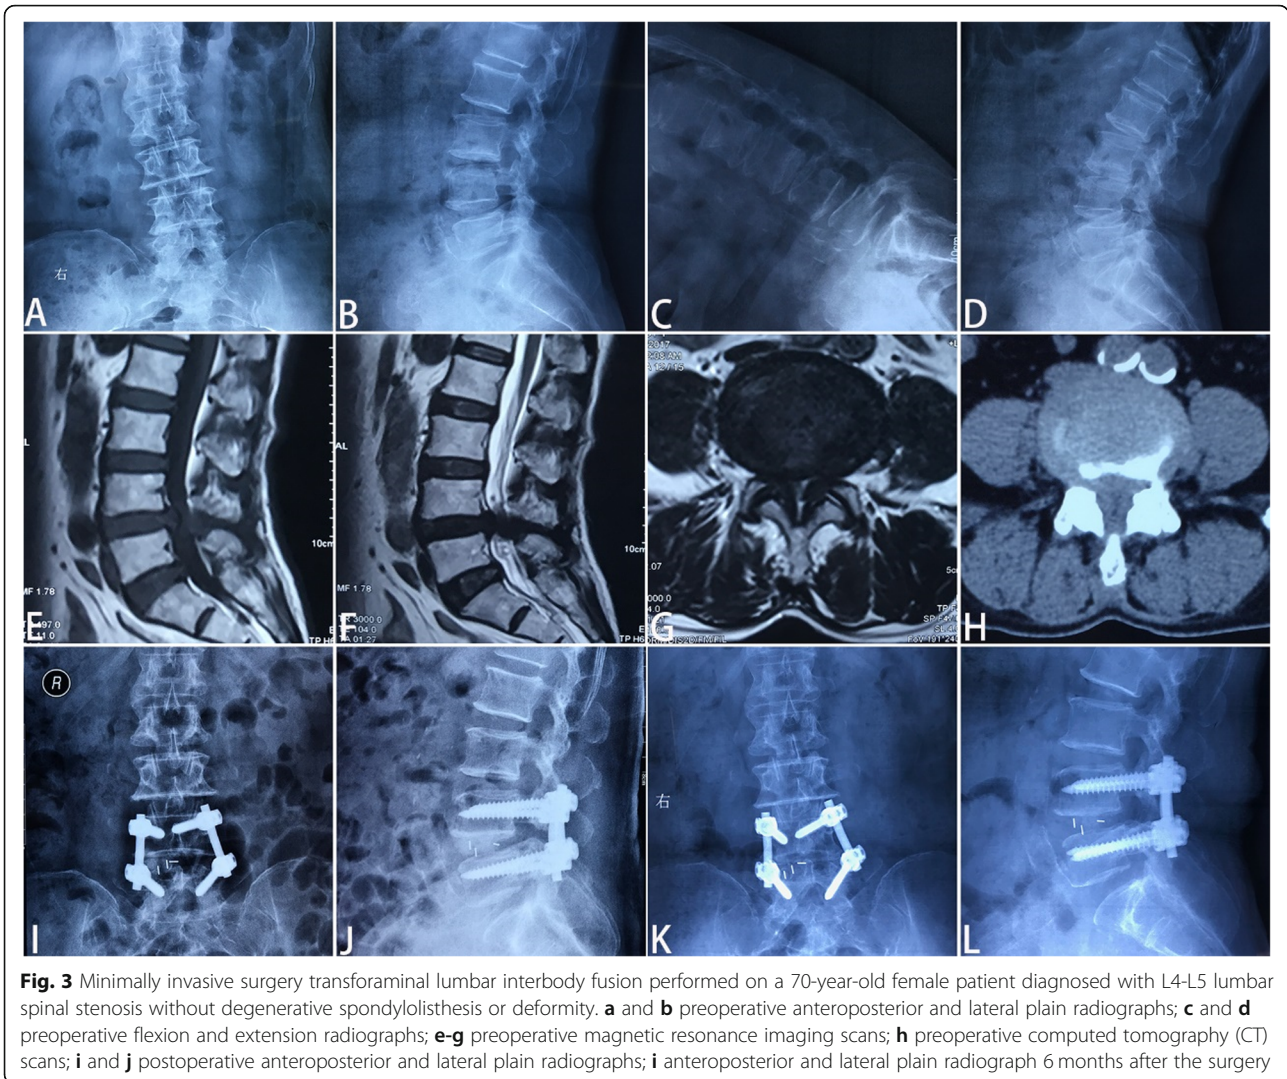 右
A
B
C
D
L
10cm
MF 1.78
E
AL
10cm
MF 1.78
TR 3000.0
F
2017
5cm
G
H
R
I
J
右
K
L
Fig. 3 Minimally invasive surgery transforaminal lumbar interbody fusion performed on a 70-year-old female patient diagnosed with L4-L5 lumbar
spinal stenosis without degenerative spondylolisthesis or deformity. a and b preoperative anteroposterior and lateral plain radiographs; c and d
preoperative flexion and extension radiographs; e-g preoperative magnetic resonance imaging scans; h preoperative computed tomography (CT)
scans; i and j postoperative anteroposterior and lateral plain radiographs; i anteroposterior and lateral plain radiograph 6 months after the surgery